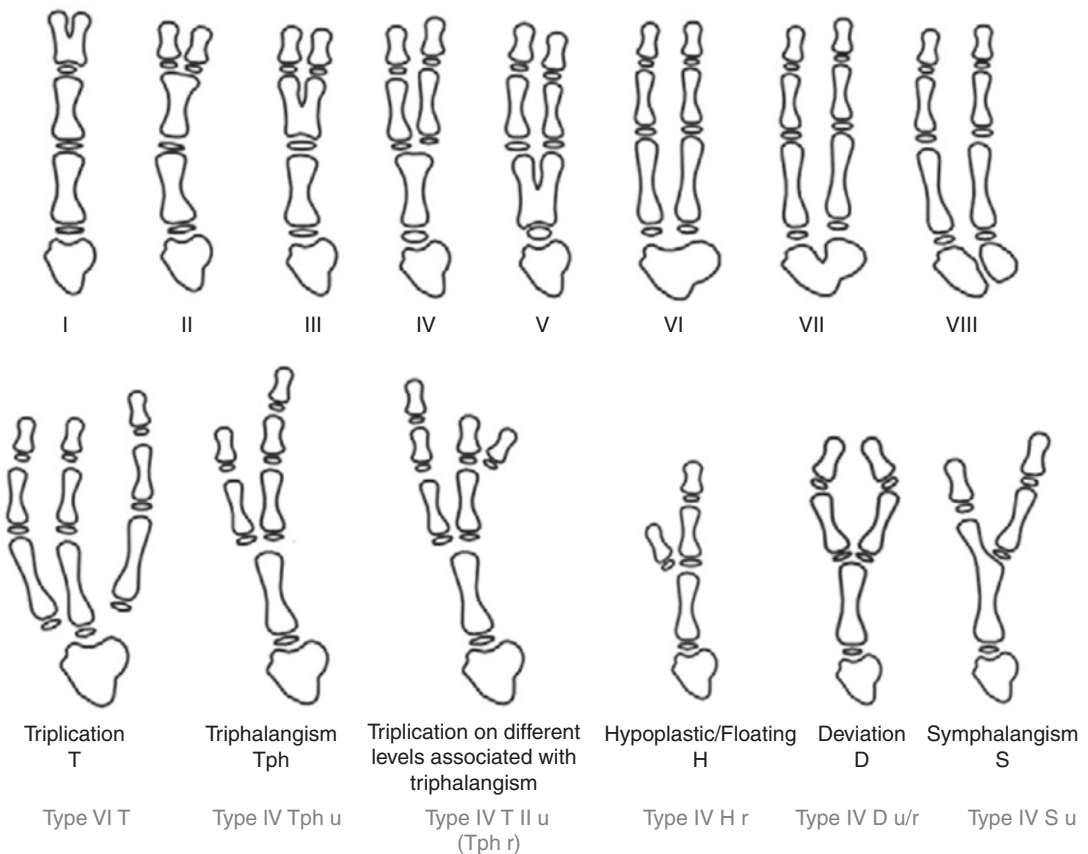 I II III IV V VI VII VIII
Triplication
T
Triphalangism
Tph
Triplication on different
levels associated with
triphalangism
Hypoplastic/Floating
H
Deviation
D
Symphalangism
S
Type VI T
Type IV Tph u
Type IV T II u
(Tph r)
Type IV H r
Type IV D u/r
Type IV S u